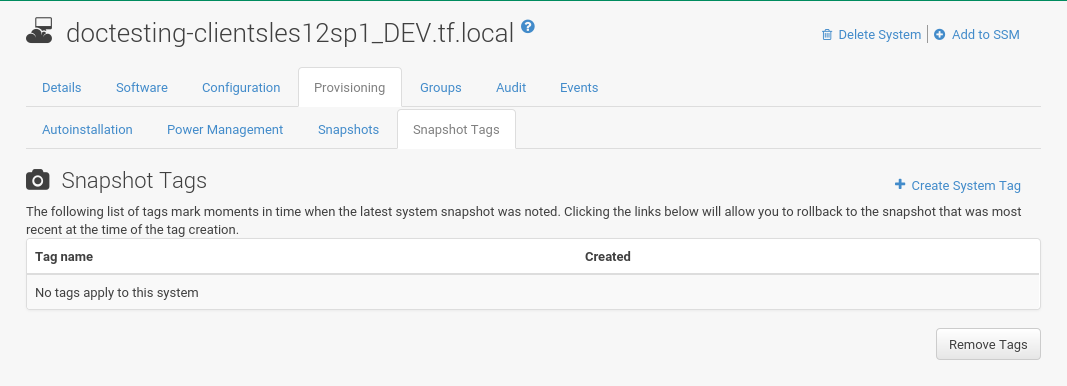 doctesting-clientsles12sp1_DEV.tf.local ?
Delete System | Add to SSM
Details Software Configuration Provisioning Groups Audit Events
Autoinstallation Power Management Snapshots Snapshot Tags
Snapshot Tags
Create System Tag
The following list of tags mark moments in time when the latest system snapshot was noted. Clicking the links below will allow you to rollback to the snapshot that was most
recent at the time of the tag creation.
Tag name Created
No tags apply to this system
Remove Tags